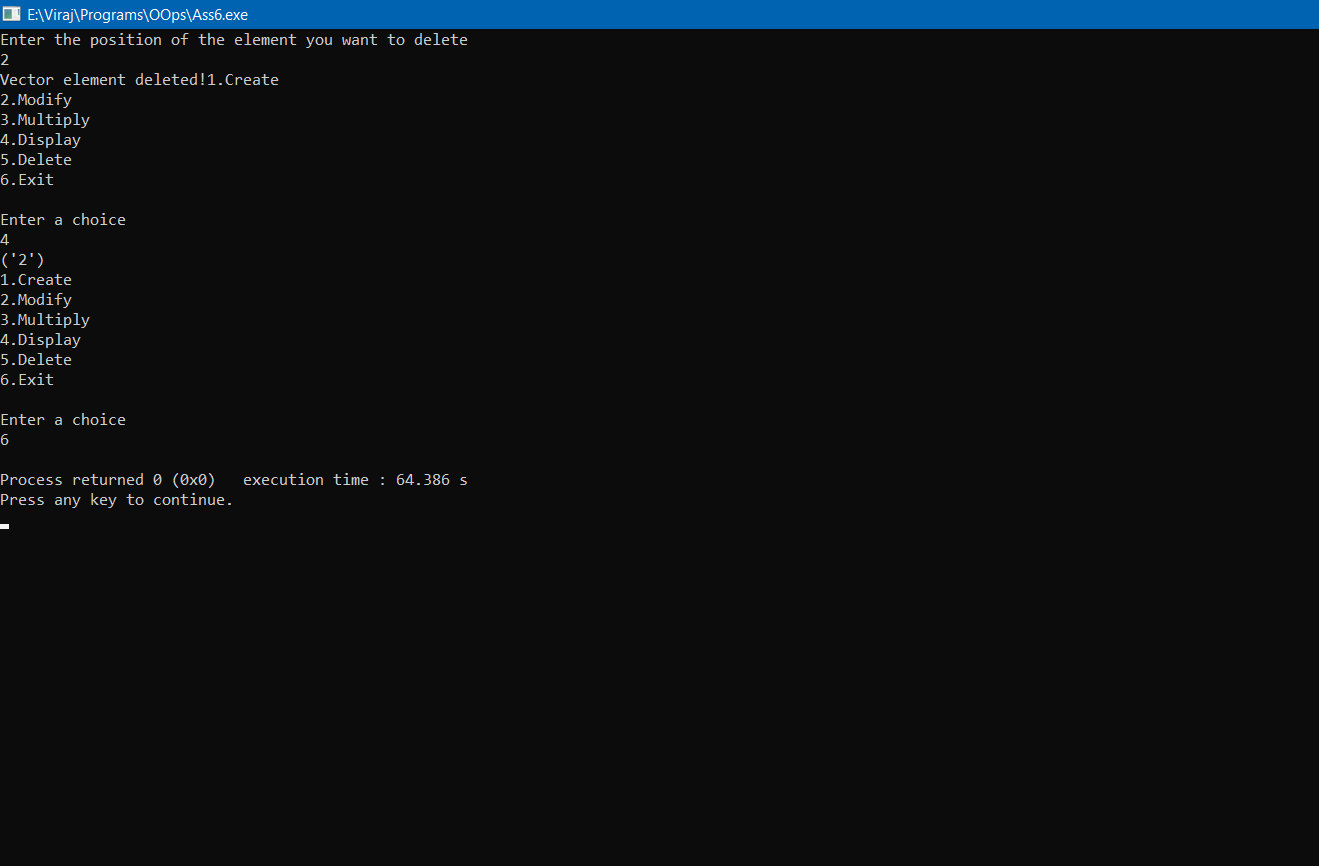 E:\Viraj\Programs\OOps\Ass6.exe
Enter the position of the element you want to delete
2
Vector element deleted!1.Create
2.Modify
3.Multiply
4.Display
5.Delete
6.Exit
Enter a choice
4
('2')
1.Create
2.Modify
3.Multiply
4.Display
5.Delete
6.Exit
Enter a choice
6
Process returned 0 (0x0)   execution time : 64.386 s
Press any key to continue.